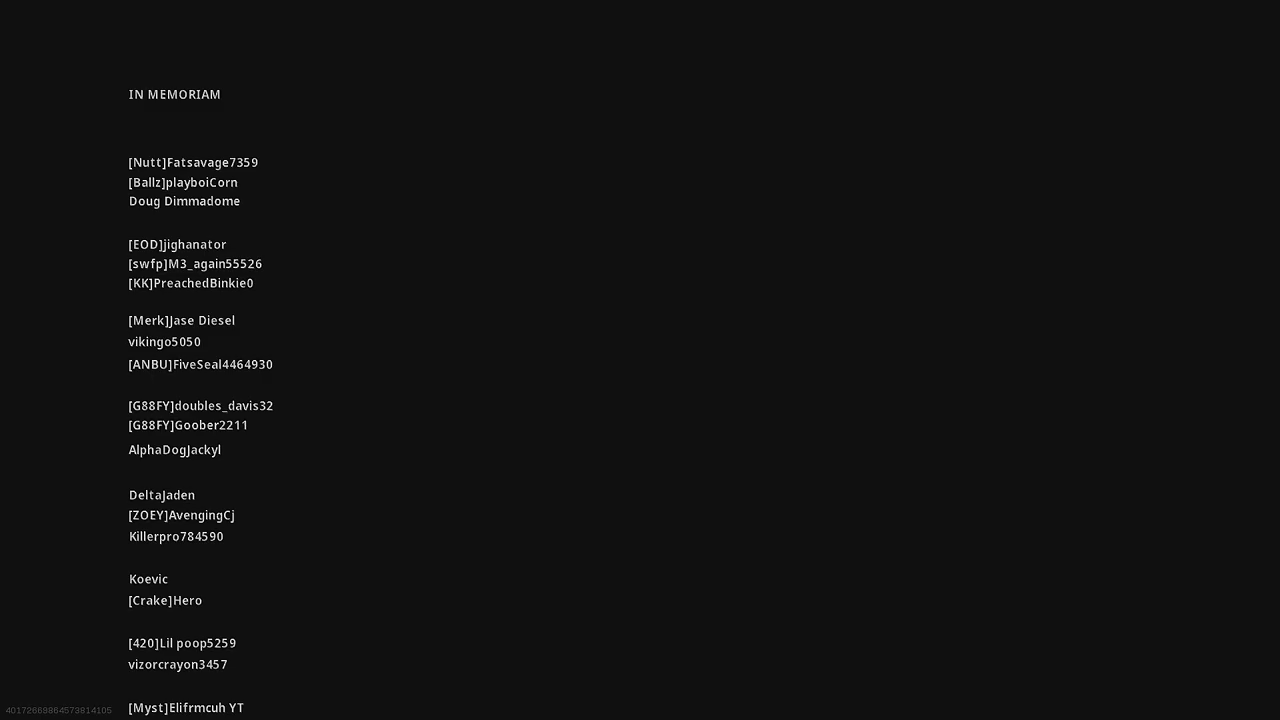 IN MEMORIAM
[Nutt]Fatsavage7359
[Ballz]playboiCorn
Doug Dimmadome
[EOD]jighanator
[swfp]M3_again55526
[KK]PreachedBinkie0
[Merk]Jase Diesel
vikingo5050
[ANBU]FiveSeal4464930
[G88FY]doubles_davis32
[G88FY]Goober2211
AlphaDogJackyl
DeltaJaden
[ZOEY]AvengingCj
Killerpro784590
Koevic
[Crake]Hero
[420]Lil poop5259
vizorcrayon3457
[Myst]Elifrmcuh YT
40172669864573814105